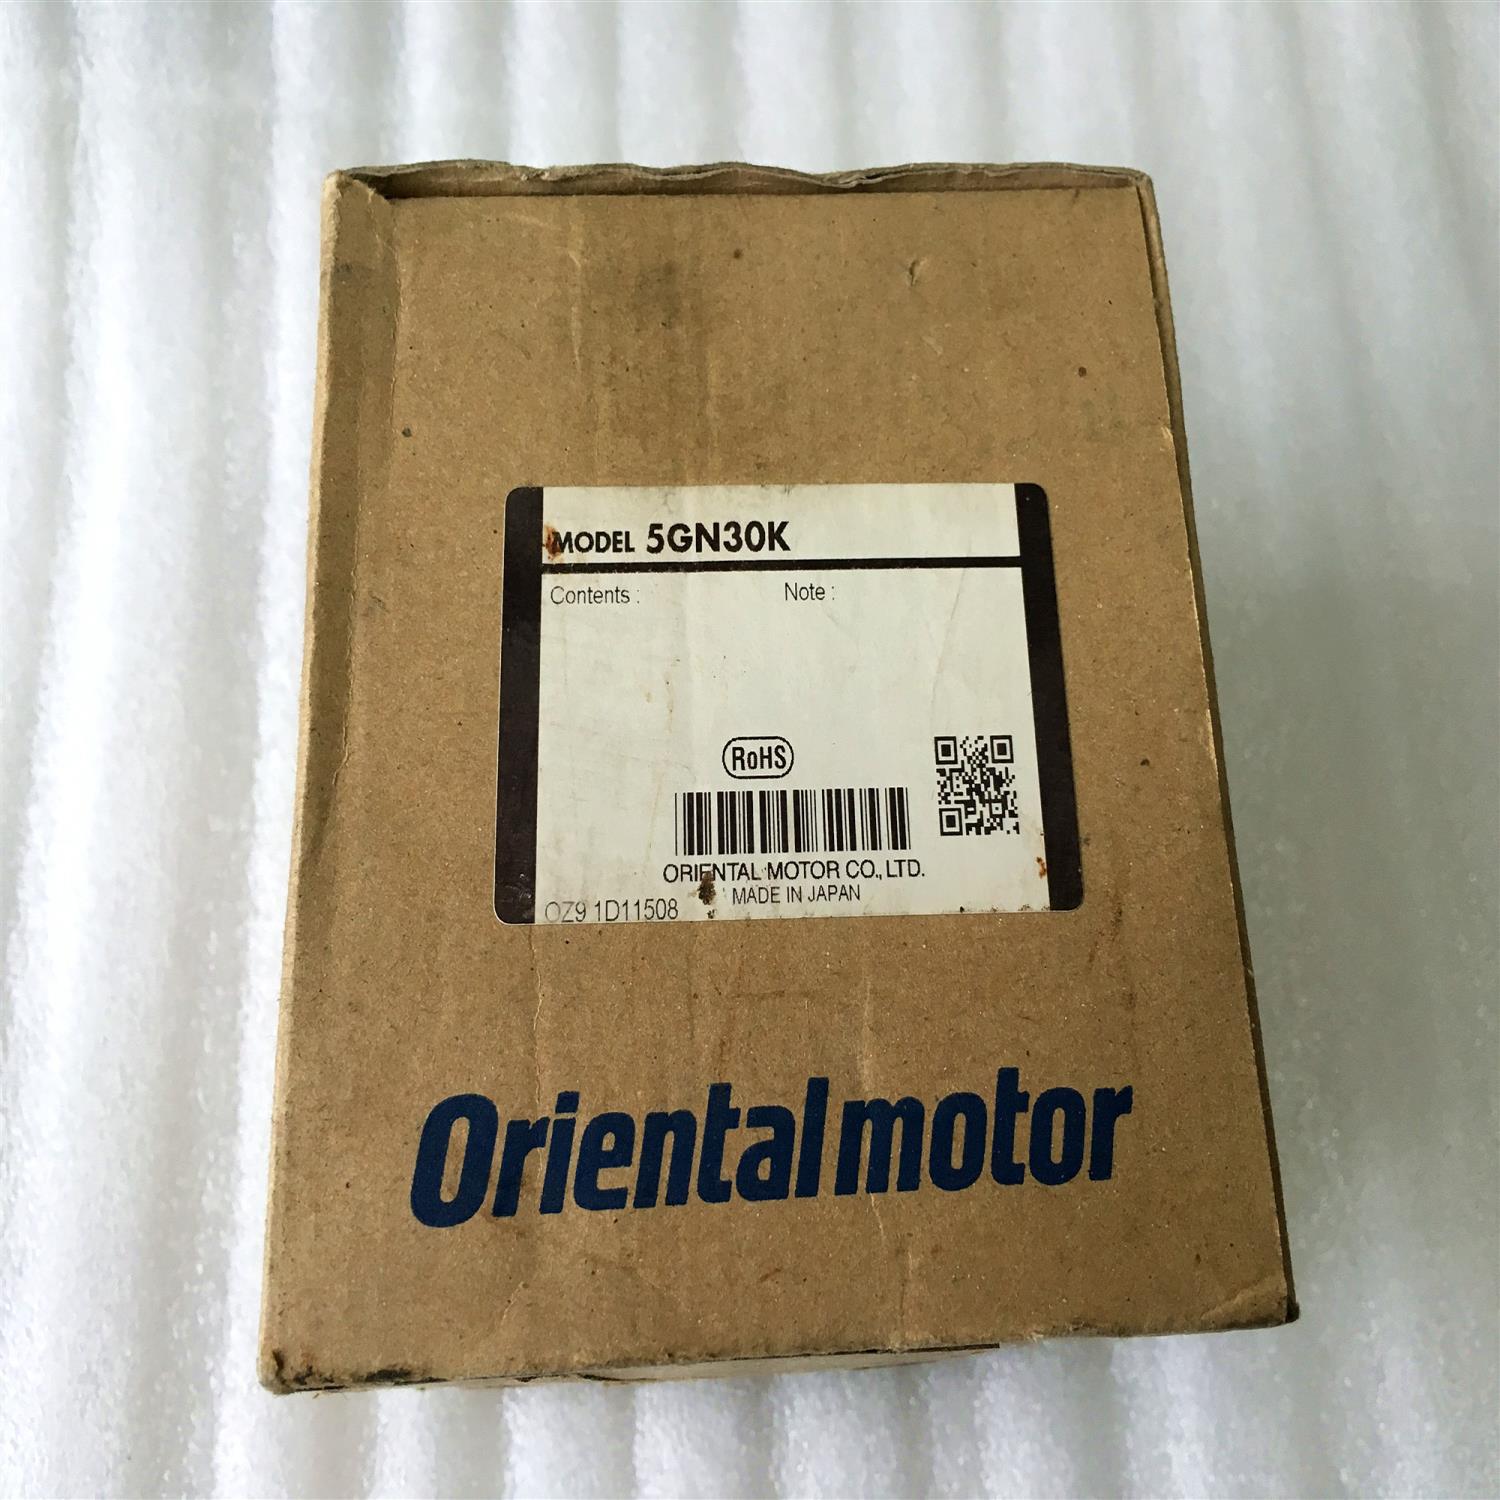 MODEL 5GN30K
Contents : Note :
RoHS
ORIENTAL MOTOR CO., LTD.
MADE IN JAPAN
OZ9 1D11508
Orientalmotor